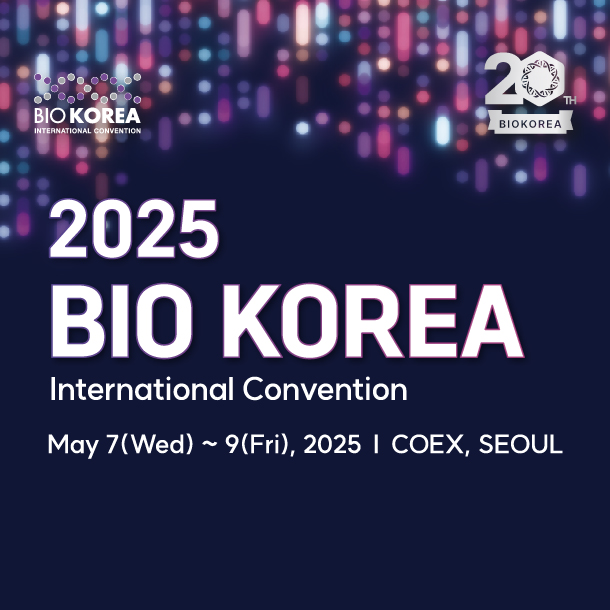 BIO KOREA
INTERNATIONAL CONVENTION
20TH
BIOKOREA
2025
BIO KOREA
International Convention
May 7(Wed) ~ 9(Fri), 2025 I COEX, SEOUL